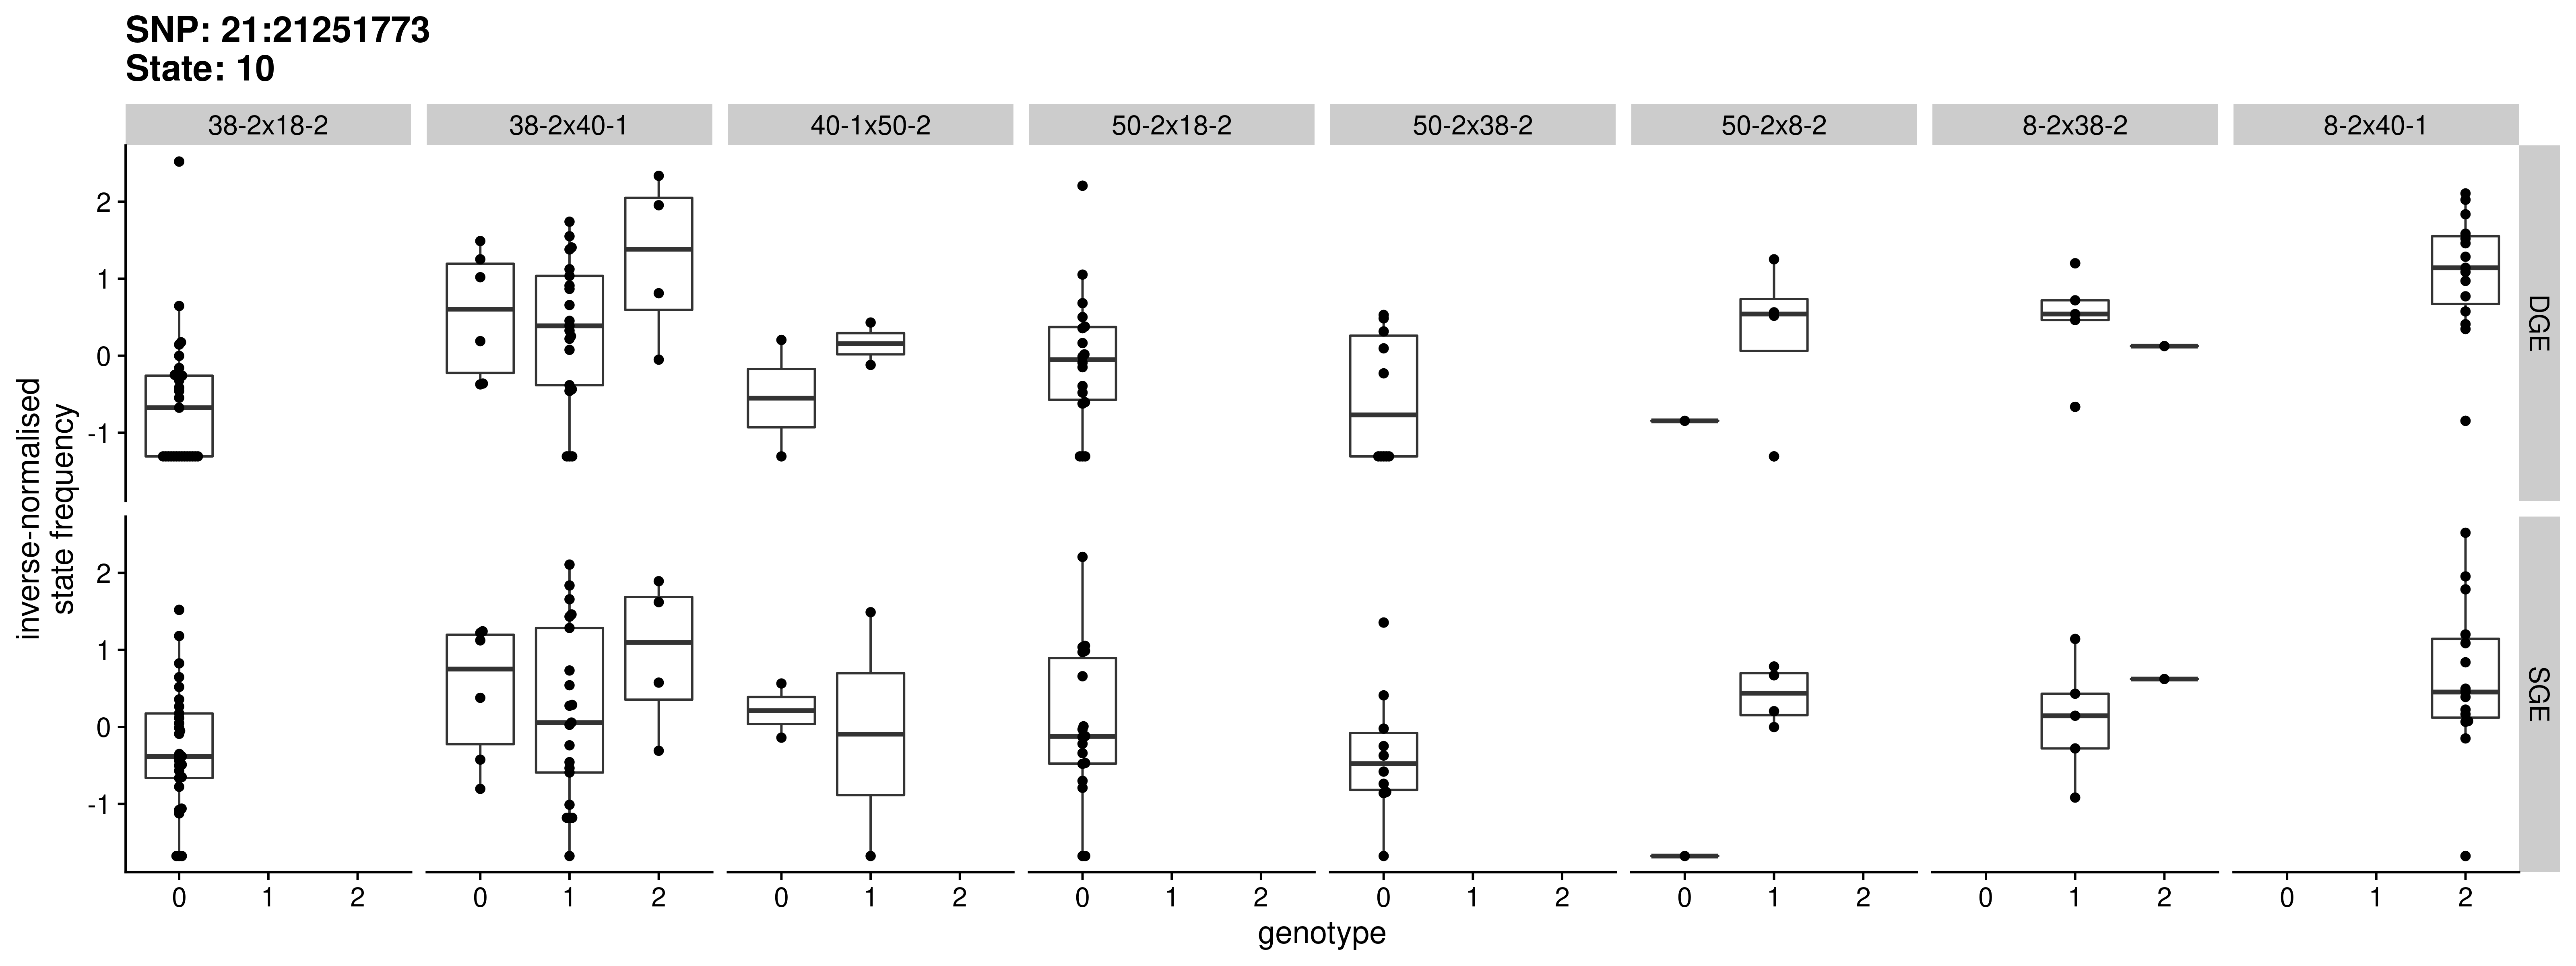 SNP: 21:21251773
State: 10
38-2x18-2
38-2x40-1
40-1x50-2
50-2x18-2
50-2x38-2
50-2x8-2
8-2x38-2
8-2x40-1
inverse-normalised
state frequency
2
1
0
-1
DGE
2
1
0
-1
SGE
0 1 2
0 1 2
0 1 2
0 1 2
0 1 2
0 1 2
0 1 2
0 1 2
genotype